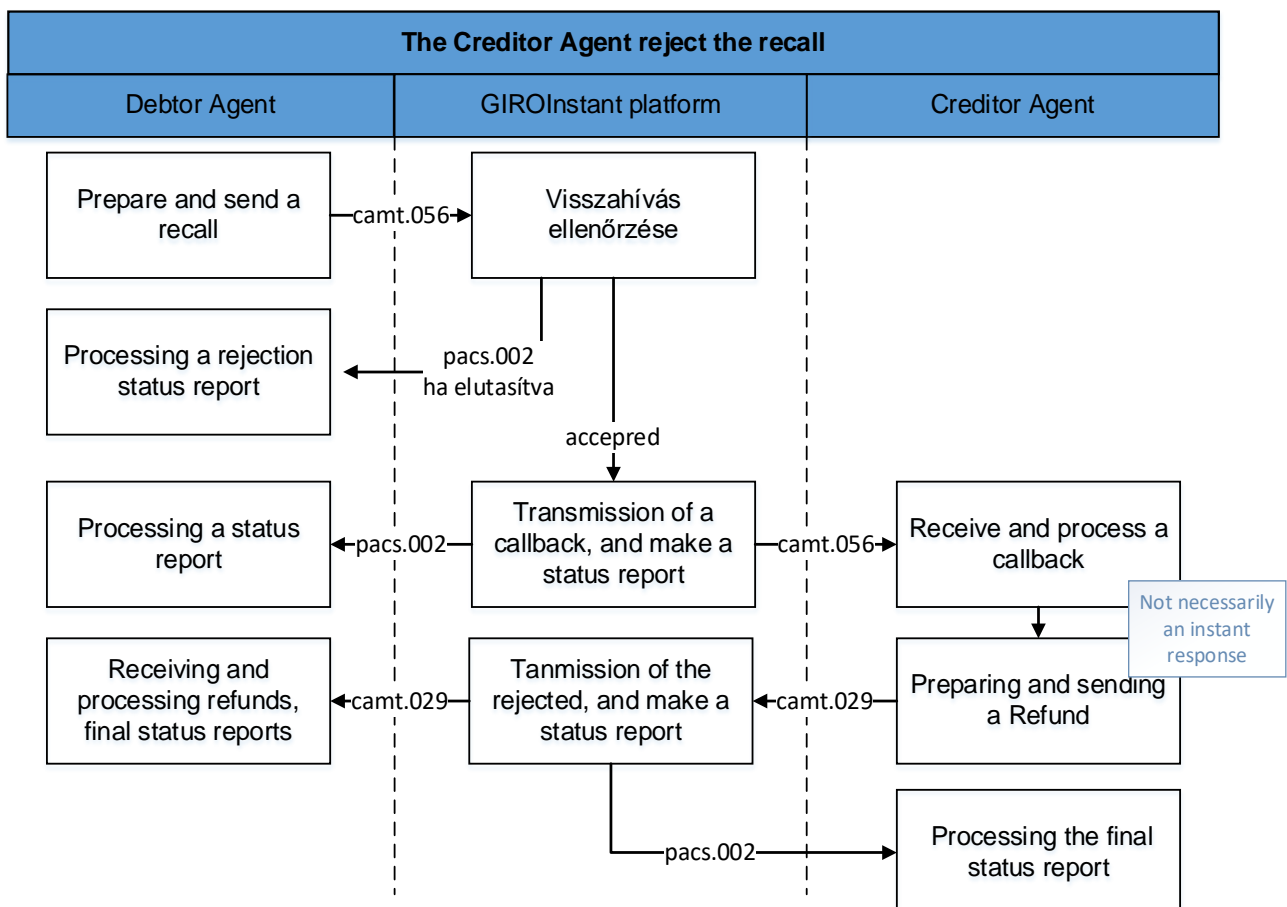 The Creditor Agent reject the recall
Debtor Agent
GIROInstant platform
Creditor Agent
Prepare and send a
recall
camt.056
Visszahívás
ellenőrzése
Processing a rejection
status report
pacs.002
ha elutasítva
accepred
Processing a status
report
pacs.002
Transmission of a
callback, and make a
status report
camt.056
Receive and process a
callback
Not necessarily
an instant
response
Receiving and
processing refunds,
final status reports
camt.029
Tanmission of the
rejected, and make a
status report
camt.029
Preparing and sending
a Refund
pacs.002
Processing the final
status report